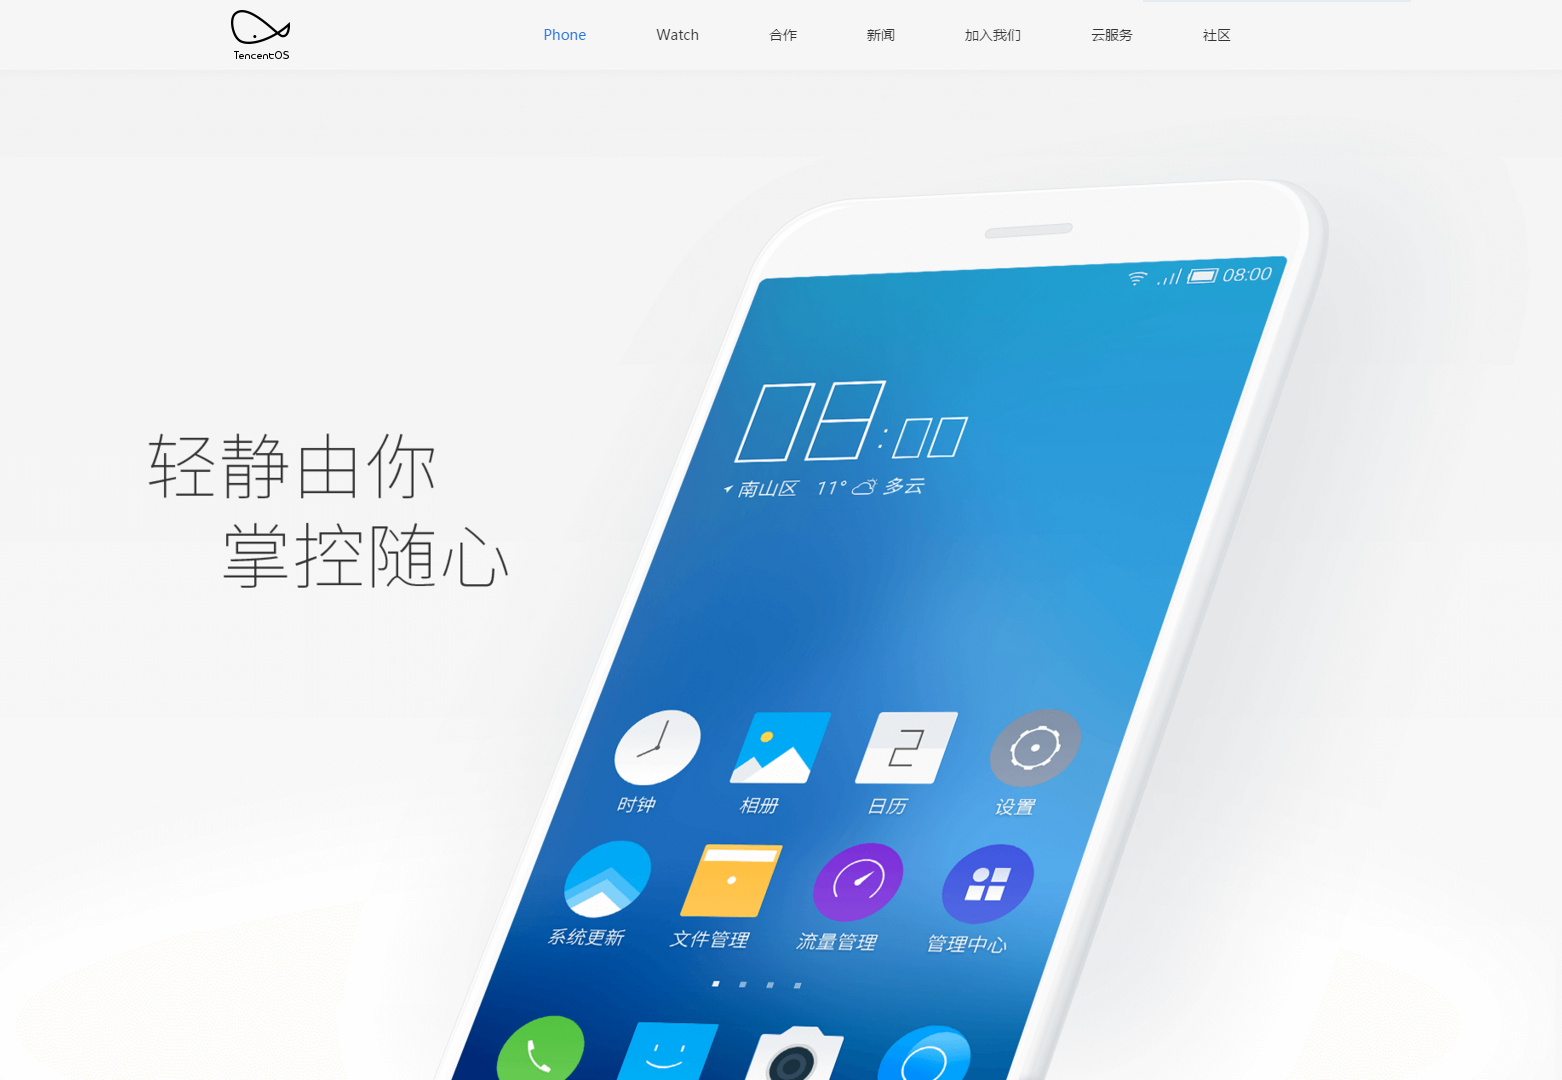 TencentOS
Phone Watch 合作 新闻 加入我们 云服务 社区
08:00
08:00
南山区 11° 多云
轻静由你
掌控随心
2
时钟 相册 日历 设置
系统更新 文件管理 流量管理 管理中心